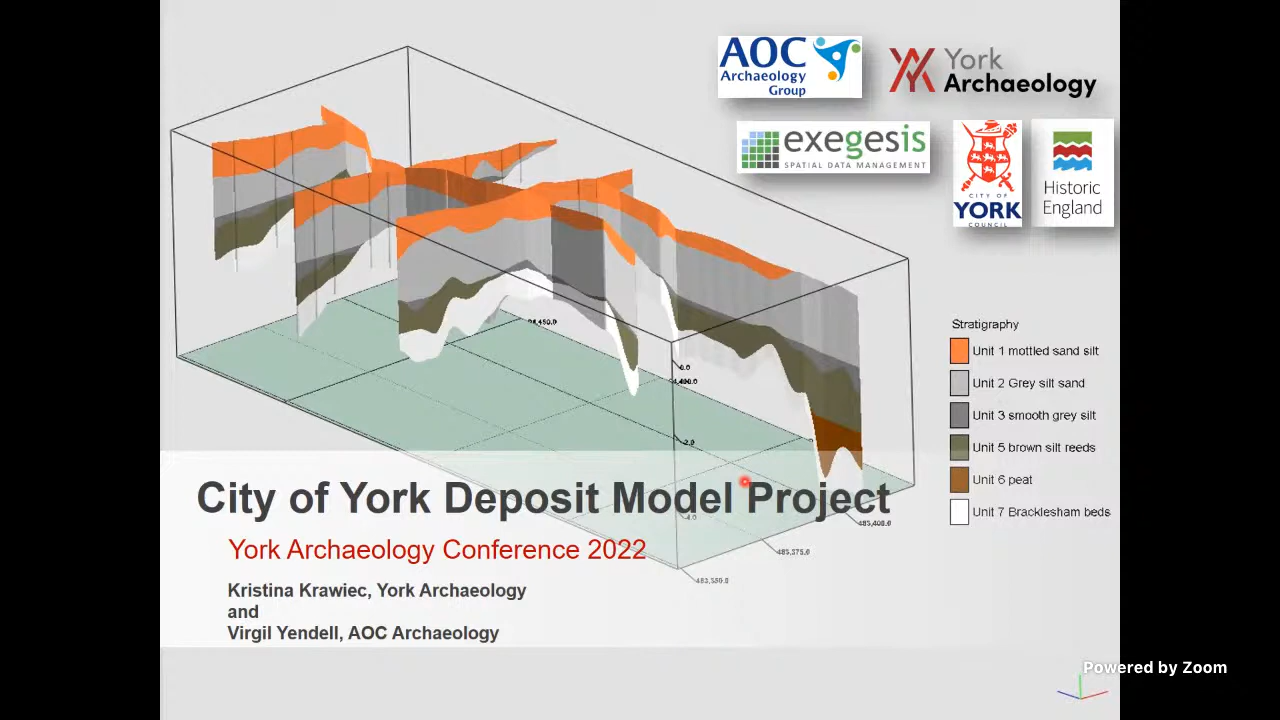 AOC
Archaeology
Group
York
Archaeology
exegesis
SPATIAL DATA MANAGEMENT
CITY OF
YORK
COUNCIL
Historic
England
Stratigraphy
Unit 1 mottled sand silt
Unit 2 Grey silt sand
Unit 3 smooth grey silt
Unit 5 brown silt reeds
Unit 6 peat
Unit 7 Bracklesham beds
City of York Deposit Model Project
York Archaeology Conference 2022
Kristina Krawiec, York Archaeology
and
Virgil Yendell, AOC Archaeology
Powered by Zoom